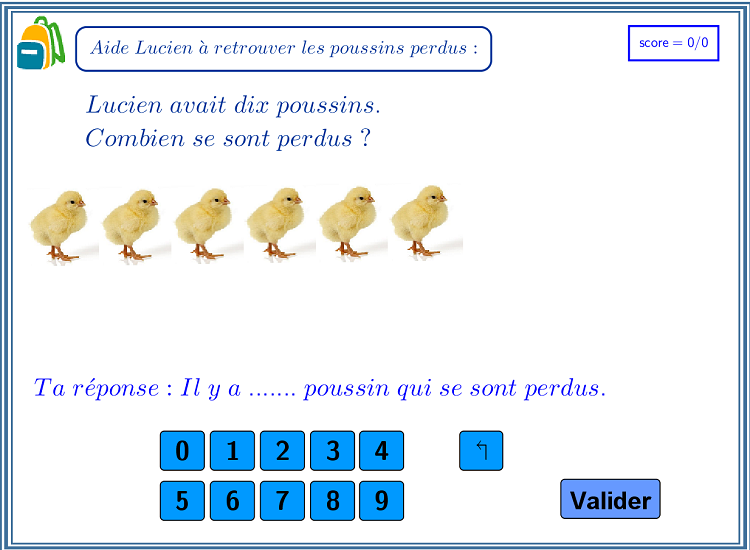 Aide Lucien à retrouver les poussins perdus :
score = 0/0
Lucien avait dix poussins.
Combien se sont perdus ?
Ta réponse : Il y a ....... poussin qui se sont perdus.
0 1 2 3 4 ↰
5 6 7 8 9
Valider